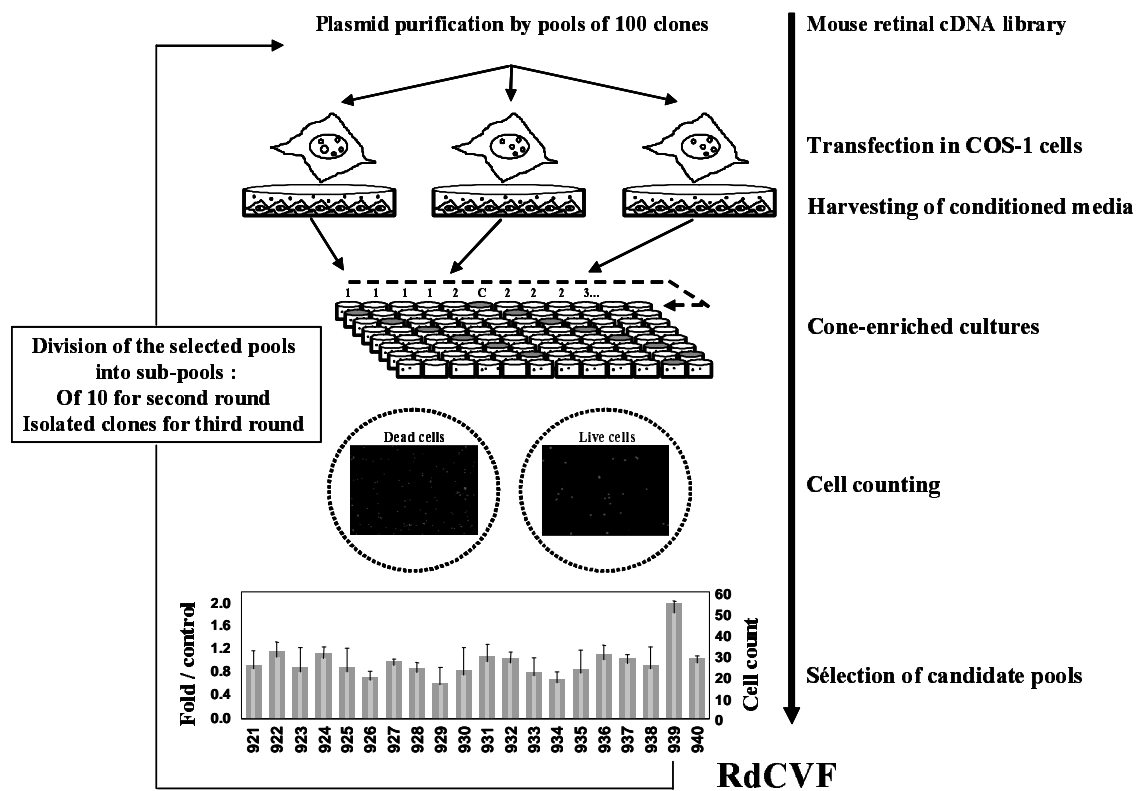 Plasmid purification by pools of 100 clones
Mouse retinal cDNA library
Transfection in COS-1 cells
Harvesting of conditioned media
1 1 1 1 2 C 2 2 2 3...
Cone-enriched cultures
Division of the selected pools
into sub-pools :
Of 10 for second round
Isolated clones for third round
Dead cells
Live cells
Cell counting
Fold / control
2.0
1.6
1.2
0.8
0.4
0.0
60
50
40
30
20
10
0
Cell count
Sélection of candidate pools
921 922 923 924 925 926 927 928 929 930 931 932 933 934 935 936 937 938 939 940
RdCVF